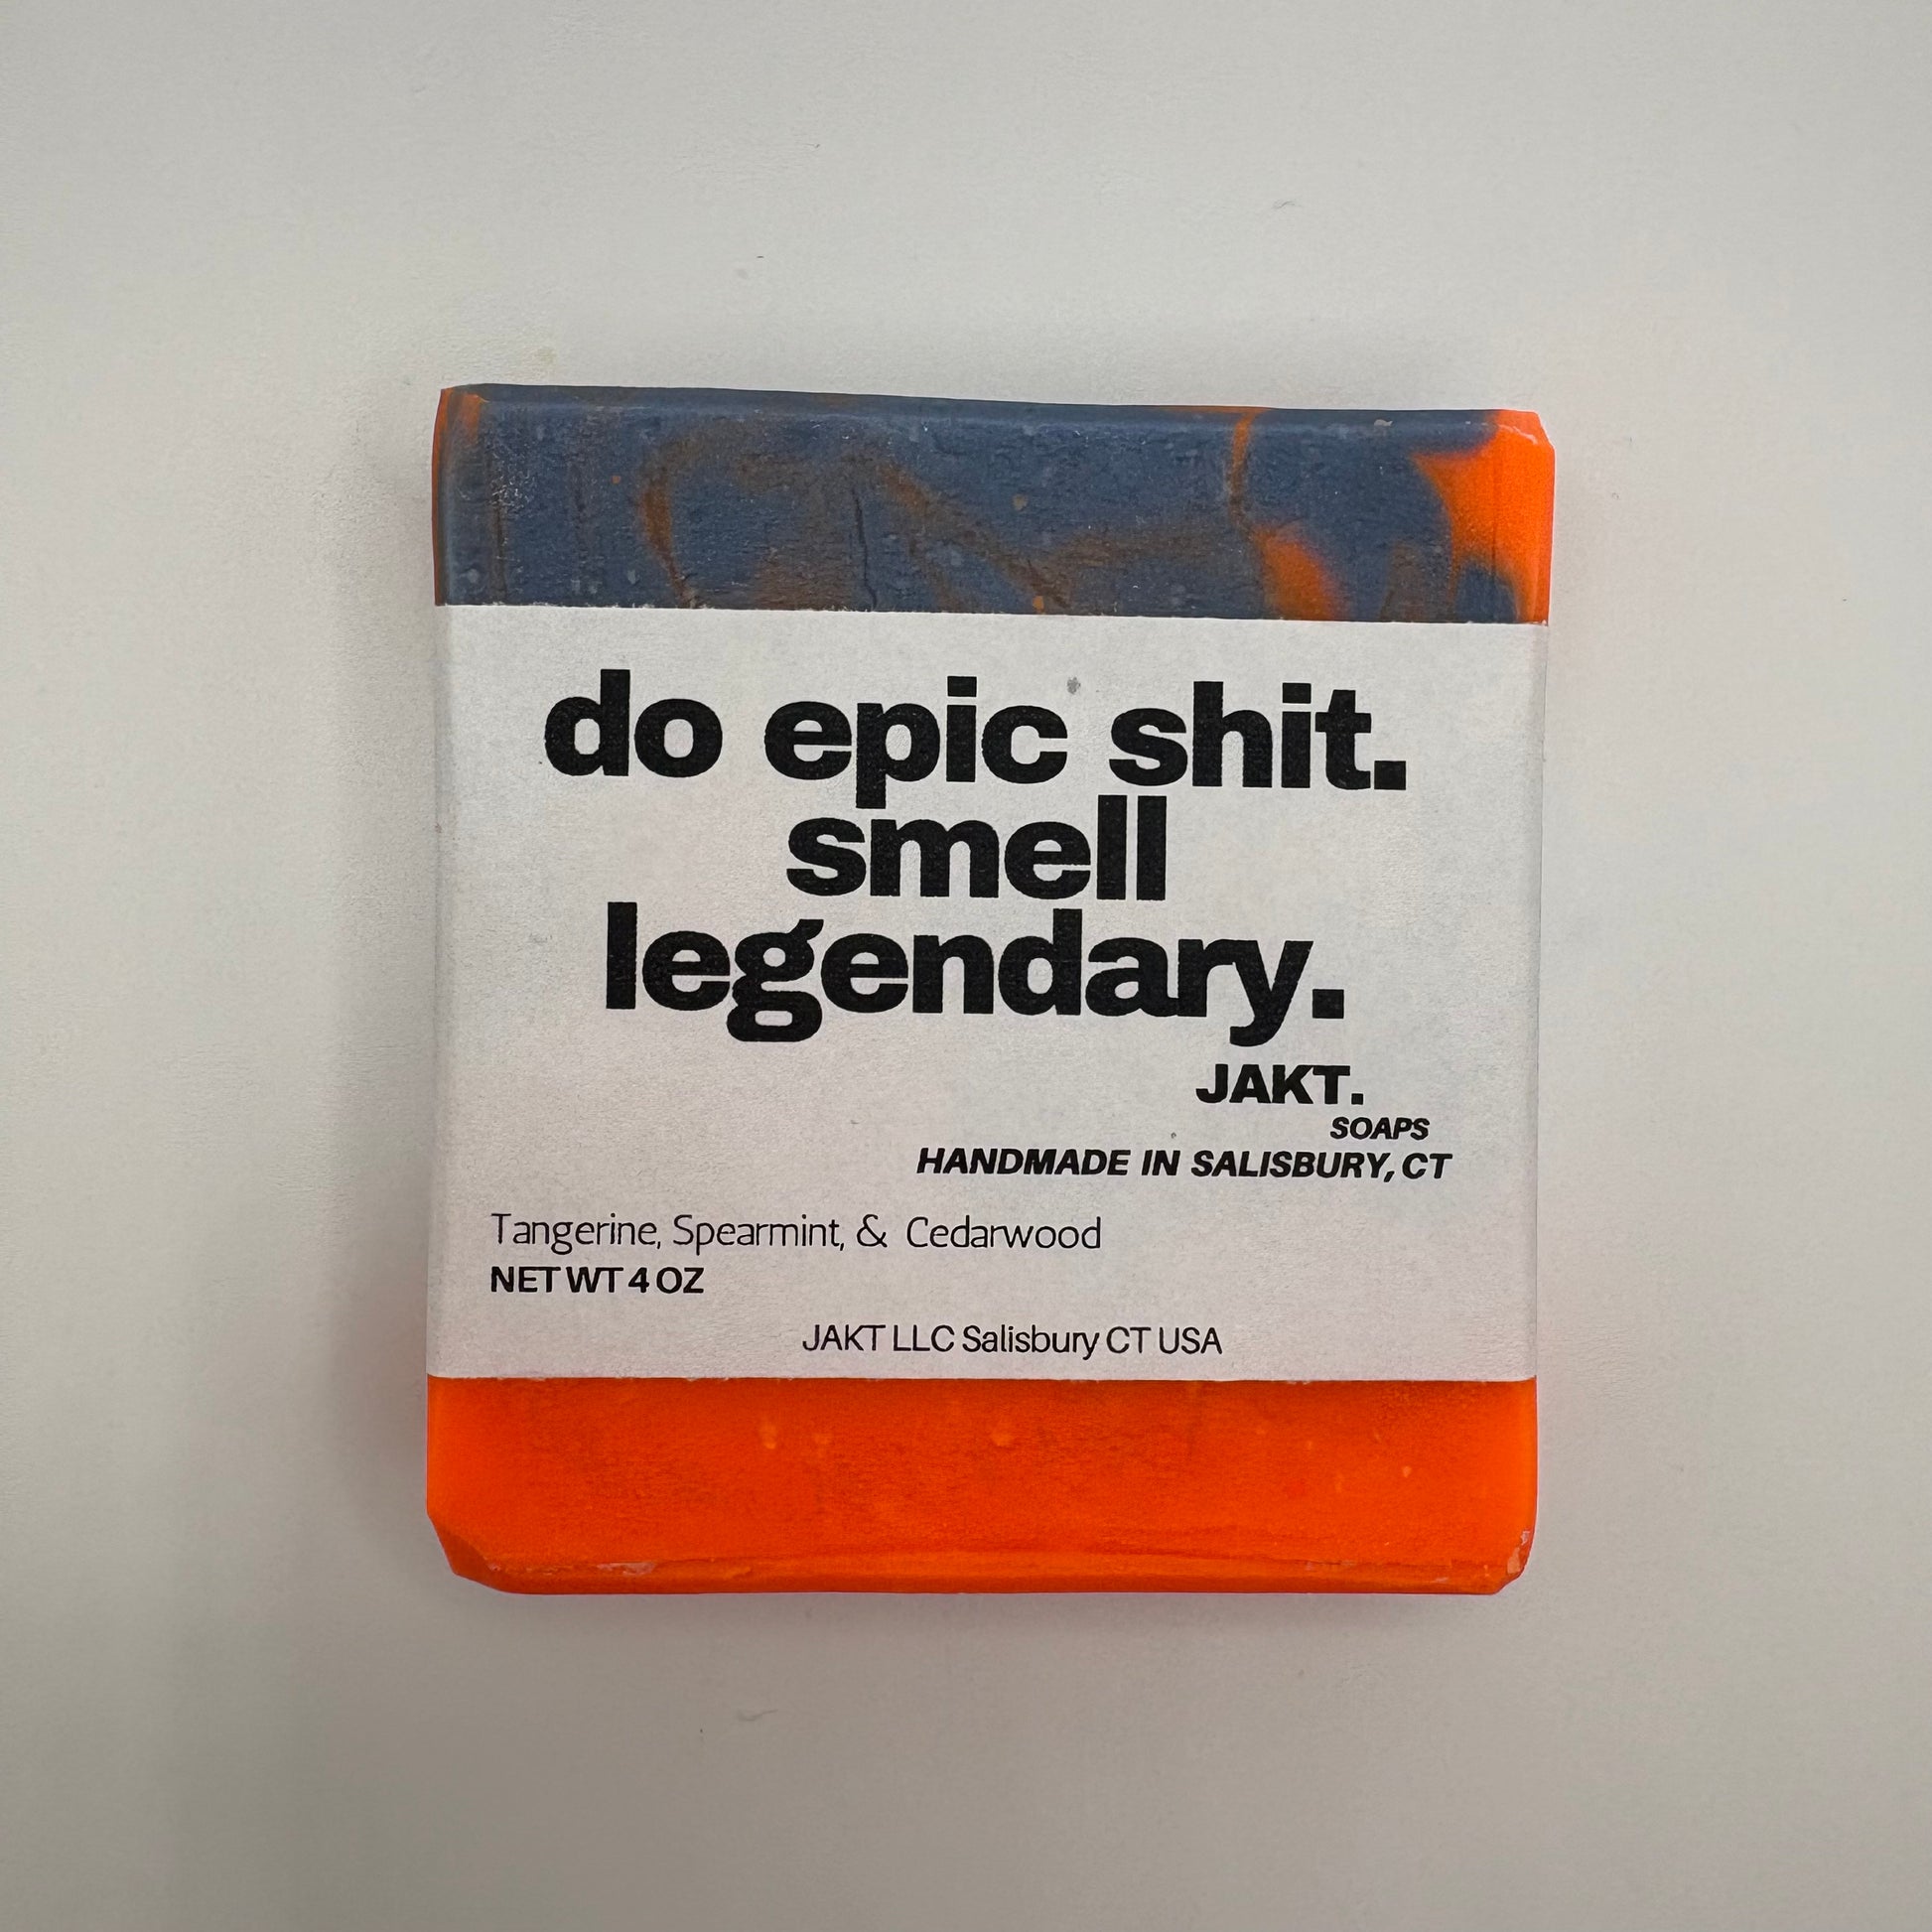 do epic shit.
smell
legendary.
JAKT.
SOAPS
HANDMADE IN SALISBURY, CT
Tangerine, Spearmint, & Cedarwood
NET WT 4 OZ
JAKT LLC Salisbury CT USA